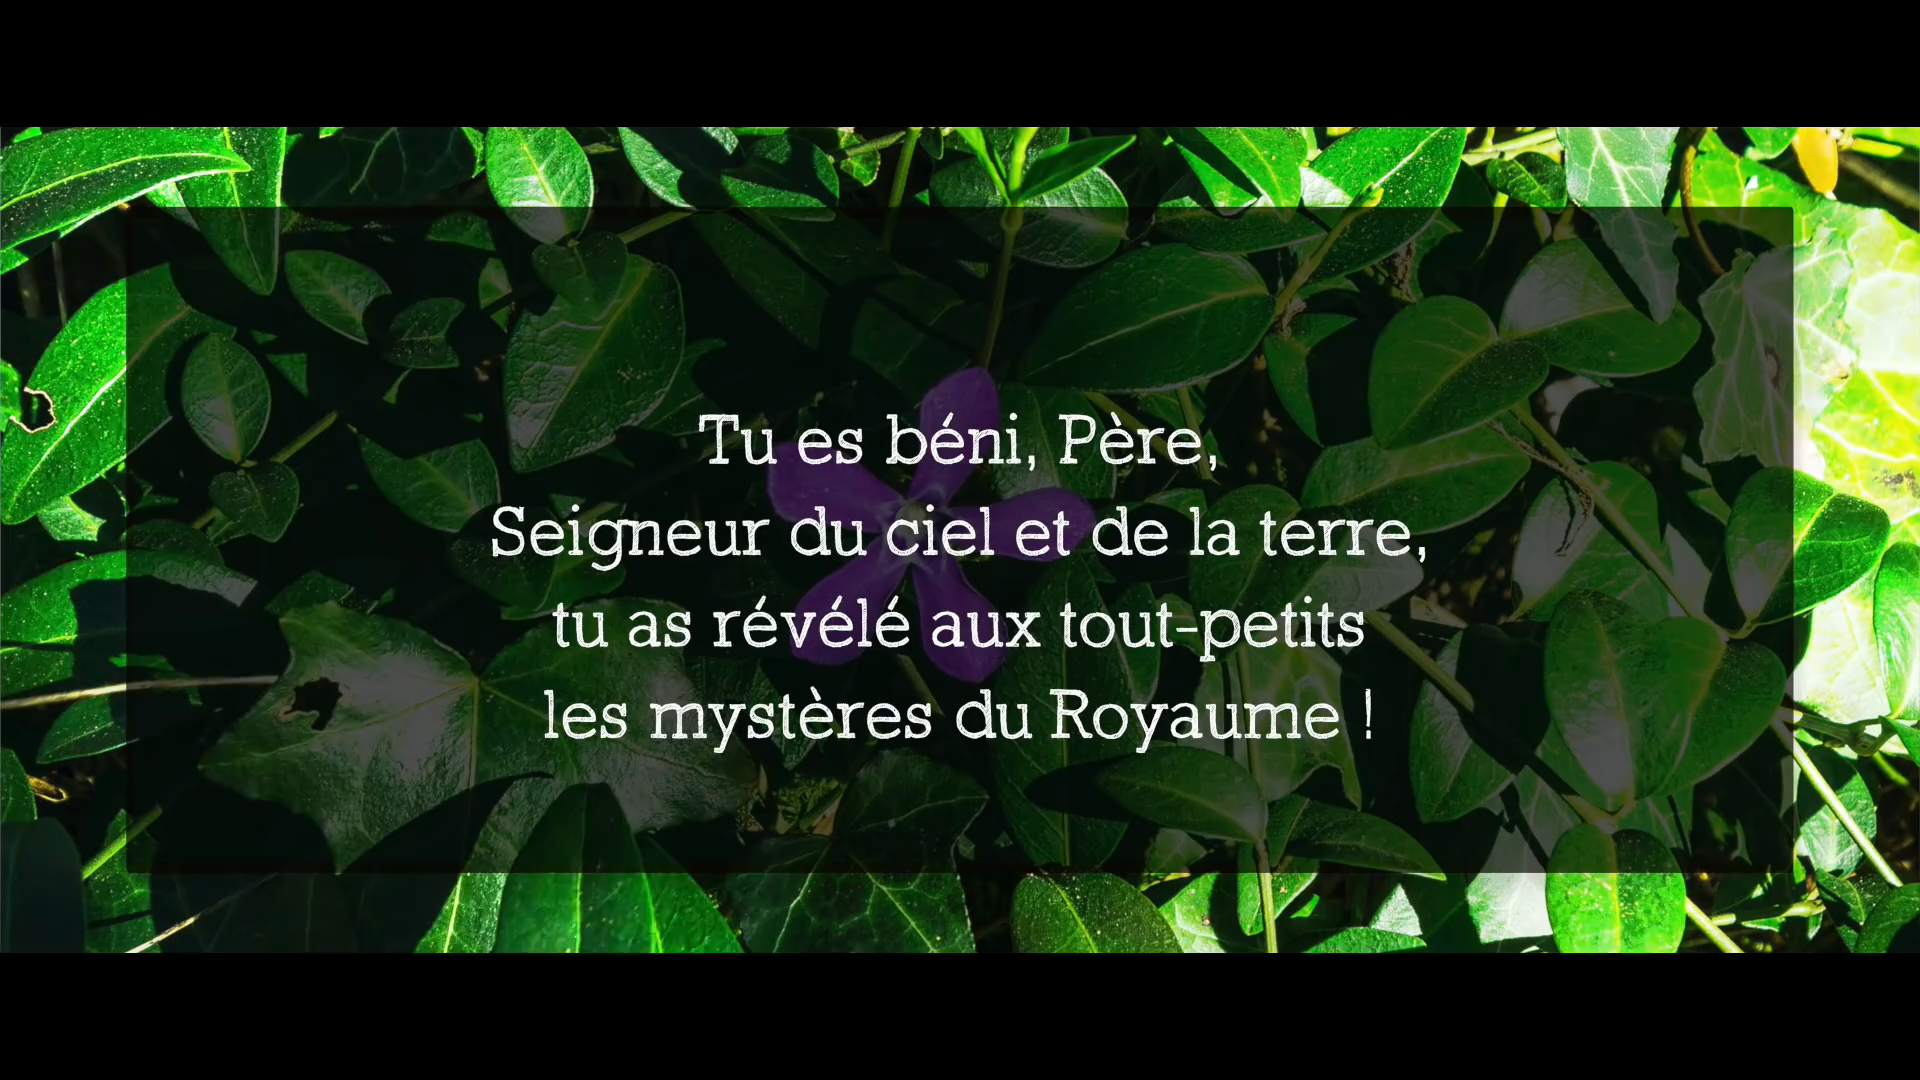 Tu es béni, Père,
Seigneur du ciel et de la terre,
tu as révélé aux tout-petits
les mystères du Royaume !